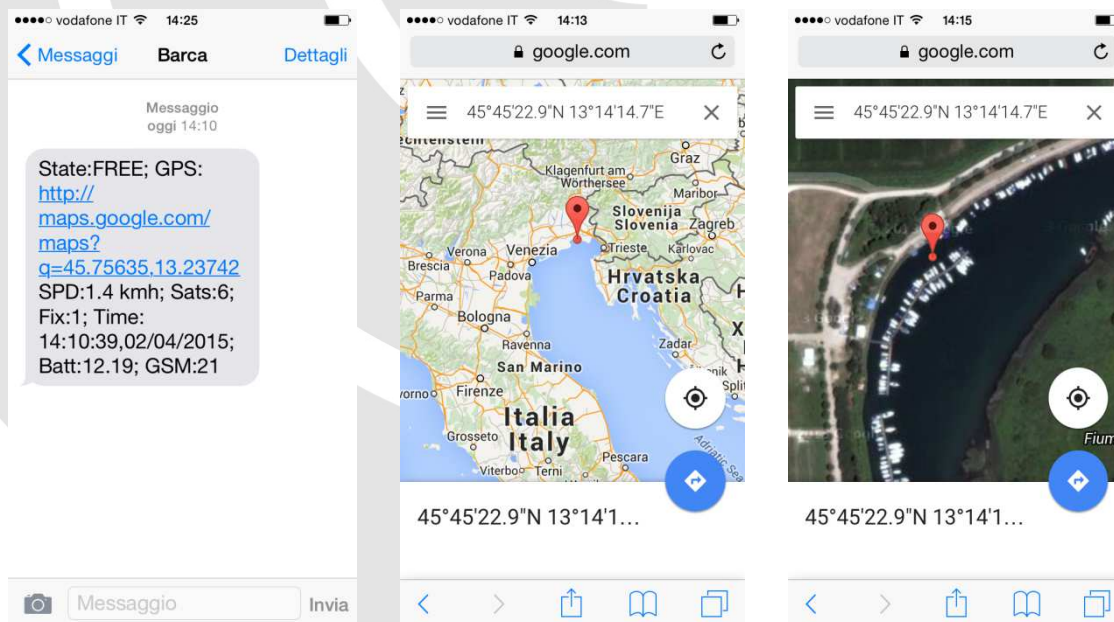 vodafone IT 14:25
Messaggi Barca Dettagli
Messaggio
oggi 14:10
State:FREE; GPS:
http://
maps.google.com/
maps?
q=45.75635,13.23742
SPD:1.4 kmh; Sats:6;
Fix:1; Time:
14:10:39,02/04/2015;
Batt:12.19; GSM:21
Messaggio Invia
vodafone IT 14:13
google.com
45°45'22.9"N 13°14'14.7"E
Graz
Klagenfurt am
Wörthersee
Maribor
Slovenija
Slovenia
Zagreb
Verona
Venezia
Trieste
Karlovac
Brescia
Padova
Hrvatska
Croatia
Parma
Bologna
Ravenna
Zadar
San Marino
Split
Firenze
Italia
Italy
Grosseto
Pescara
Adriatic Sea
Viterbo
Terni
45°45'22.9"N 13°14'1...
vodafone IT 14:15
google.com
45°45'22.9"N 13°14'14.7"E
Fium
45°45'22.9"N 13°14'1...